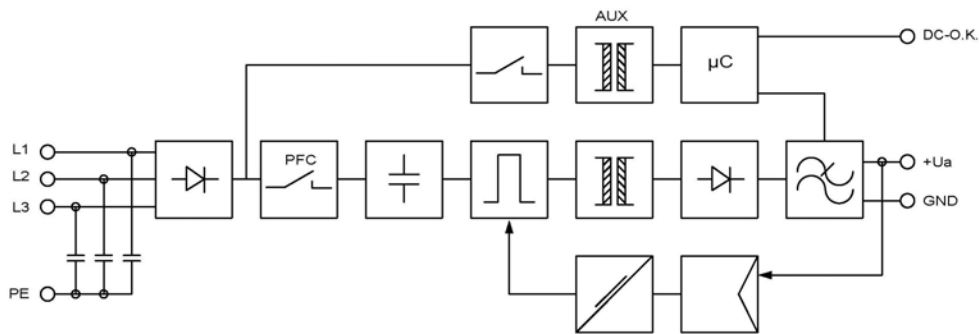 AUX
DC-O.K.
µC
L1
PFC
+Ua
L2
L3
GND
PE